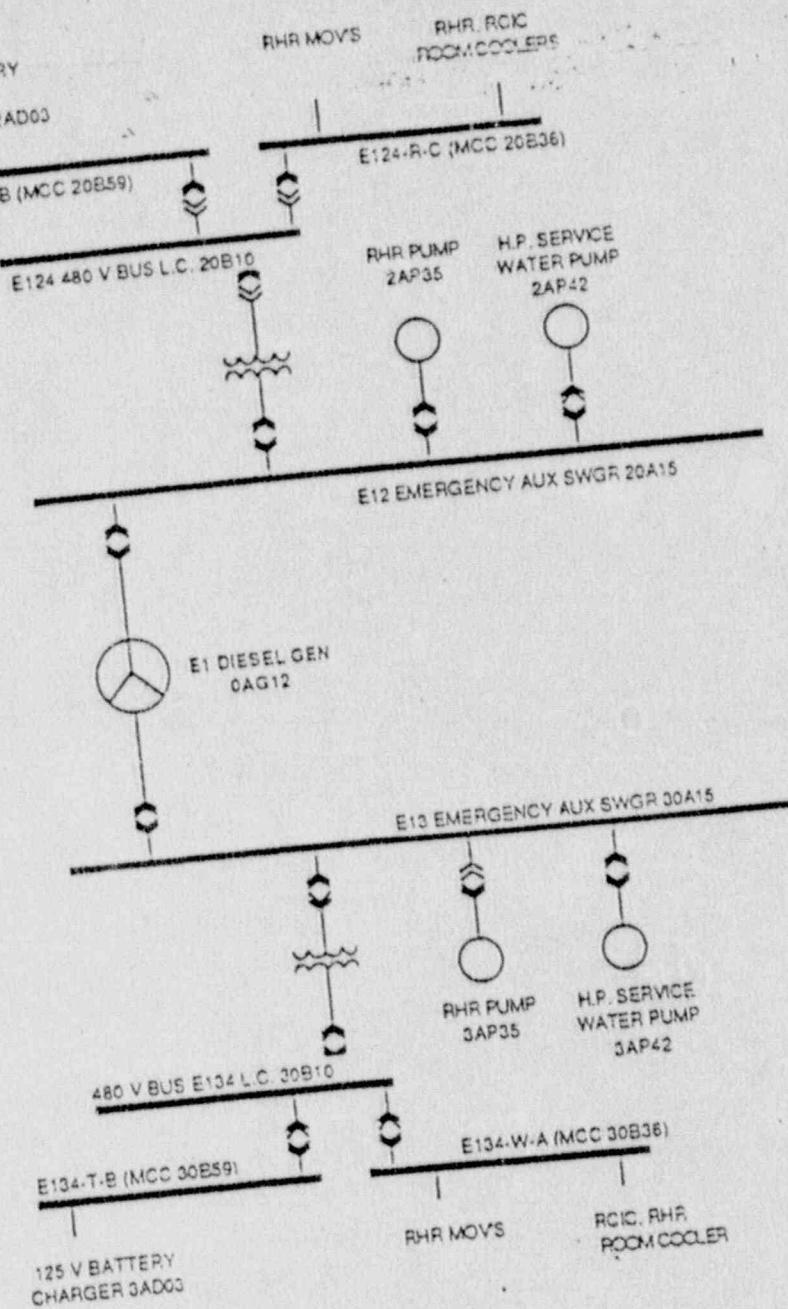 RHR MOV'S
RHR, RCIC
ROOM COOLERS
E124-R-C (MCC 20B36)
B (MCC 20B59)
E124 480 V BUS L.C. 20B10
RHR PUMP
2AP35
H.P. SERVICE
WATER PUMP
2AP42
E12 EMERGENCY AUX SWGR 20A15
E1 DIESEL GEN
0AG12
E13 EMERGENCY AUX SWGR 30A15
RHR PUMP
3AP35
H.P. SERVICE
WATER PUMP
3AP42
480 V BUS E134 L.C. 30B10
E134-T-B (MCC 30B59)
E134-W-A (MCC 30B36)
RHR MOV'S
RCIC, RHR
ROOM COOLER
125 V BATTERY
CHARGER 3AD03